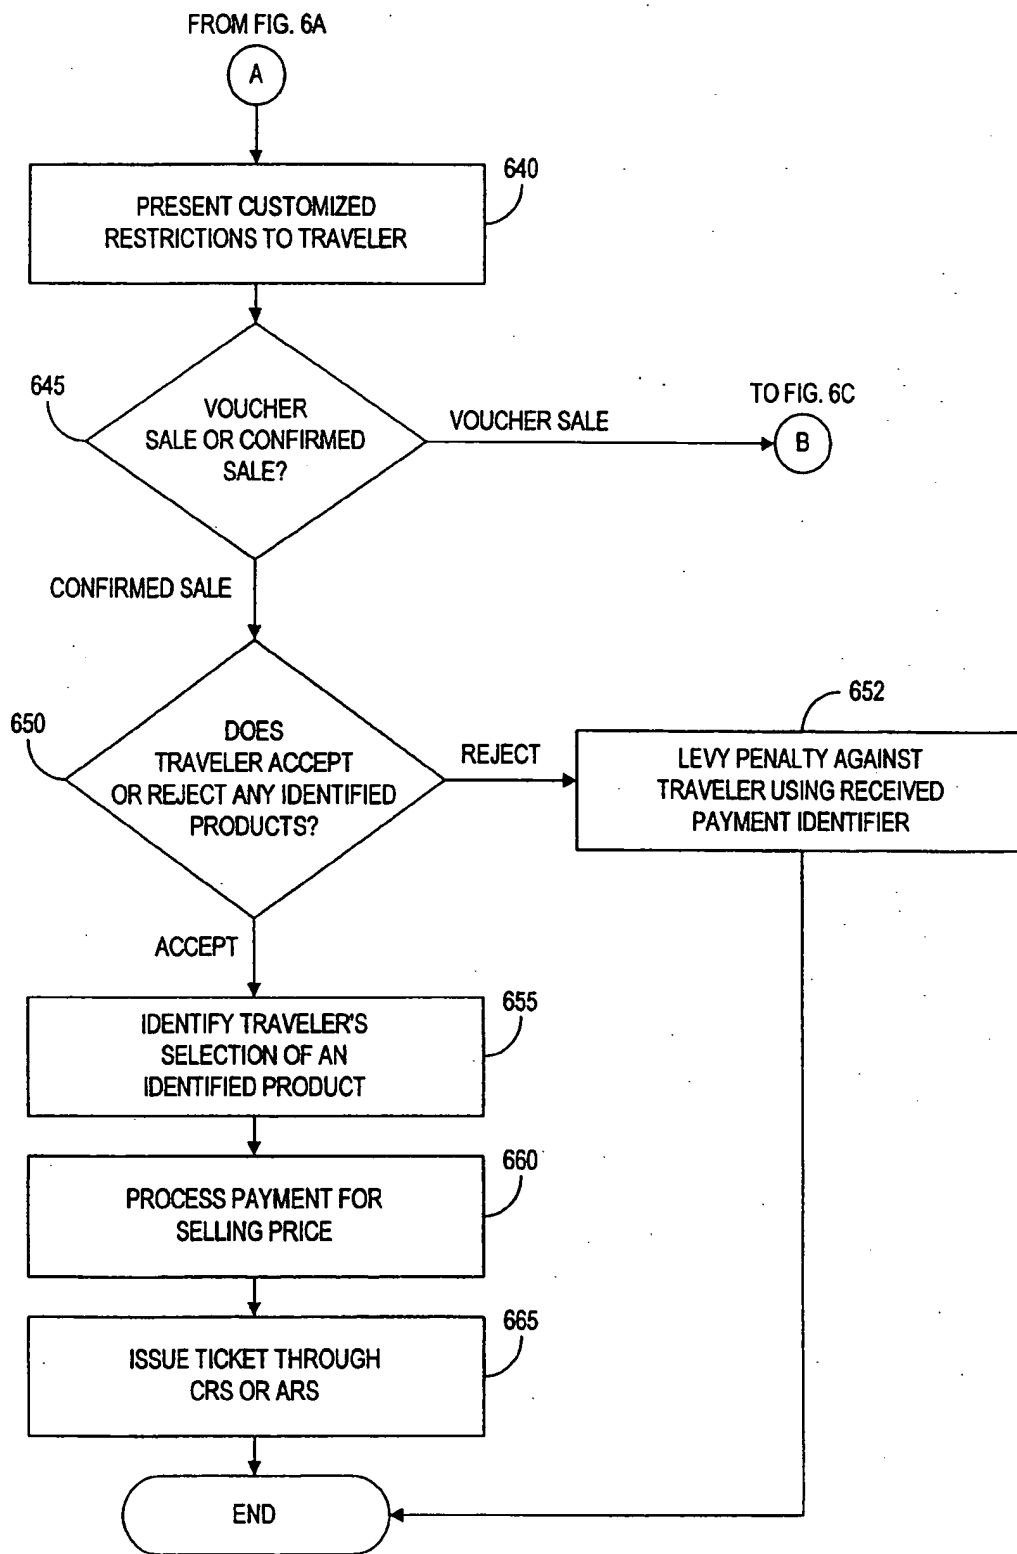 FROM FIG. 6A
A
640
PRESENT CUSTOMIZED
RESTRICTIONS TO TRAVELER
645
VOUCHER
SALE OR CONFIRMED
SALE?
VOUCHER SALE
TO FIG. 6C
B
CONFIRMED SALE
650
DOES
TRAVELER ACCEPT
OR REJECT ANY IDENTIFIED
PRODUCTS?
REJECT
652
LEVY PENALTY AGAINST
TRAVELER USING RECEIVED
PAYMENT IDENTIFIER
ACCEPT
655
IDENTIFY TRAVELER'S
SELECTION OF AN
IDENTIFIED PRODUCT
660
PROCESS PAYMENT FOR
SELLING PRICE
665
ISSUE TICKET THROUGH
CRS OR ARS
END